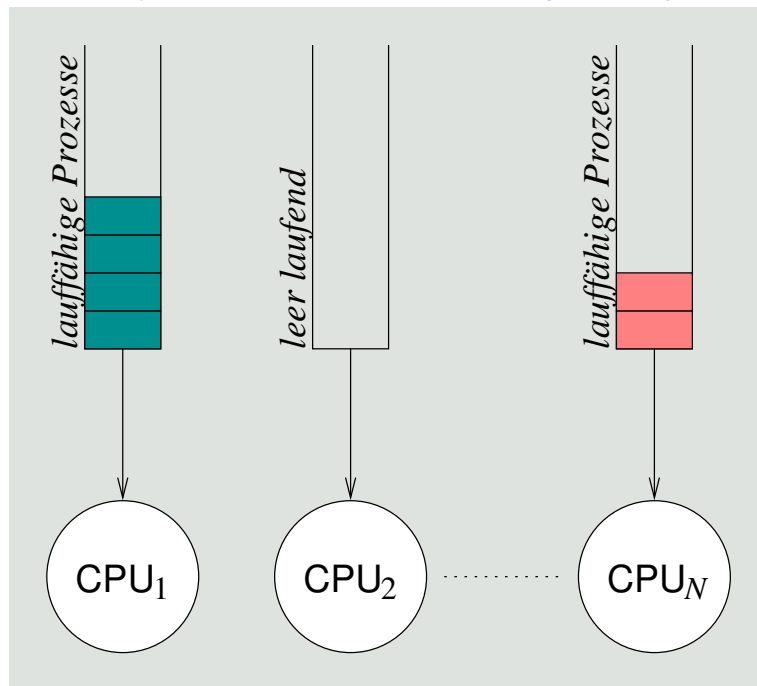 lauffähige Prozesse
leer laufend
lauffähige Prozesse
CPU1
CPU2
CPUN